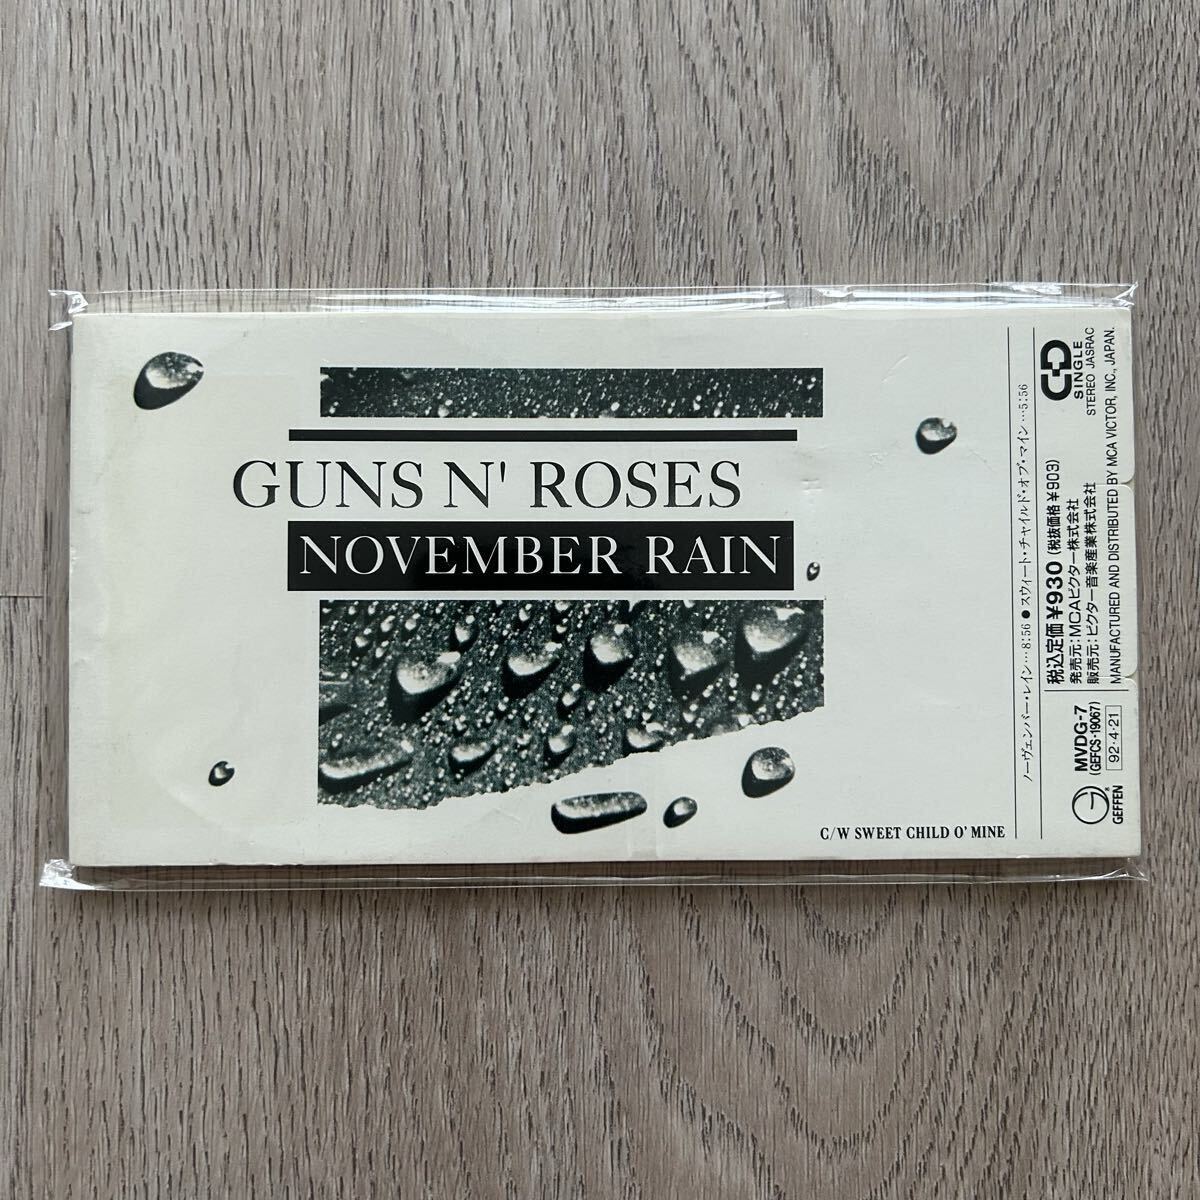 GUNS N' ROSES
NOVEMBER RAIN
C/W SWEET CHILD O' MINE
ノーヴェンバー・レイン…8:56 ● スウィート・チャイルド・オブ・マイン…5:56
CD
SINGLE
STEREO JASRAC
税込定価¥930(税抜価格¥903)
発売元:MCAビクター株式会社
販売元:ビクター音楽産業株式会社
MANUFACTURED AND DISTRIBUTED BY MCA VICTOR, INC., JAPAN.
MVDG-7
(GEFCS-19067)
92・4・21
GEFFEN